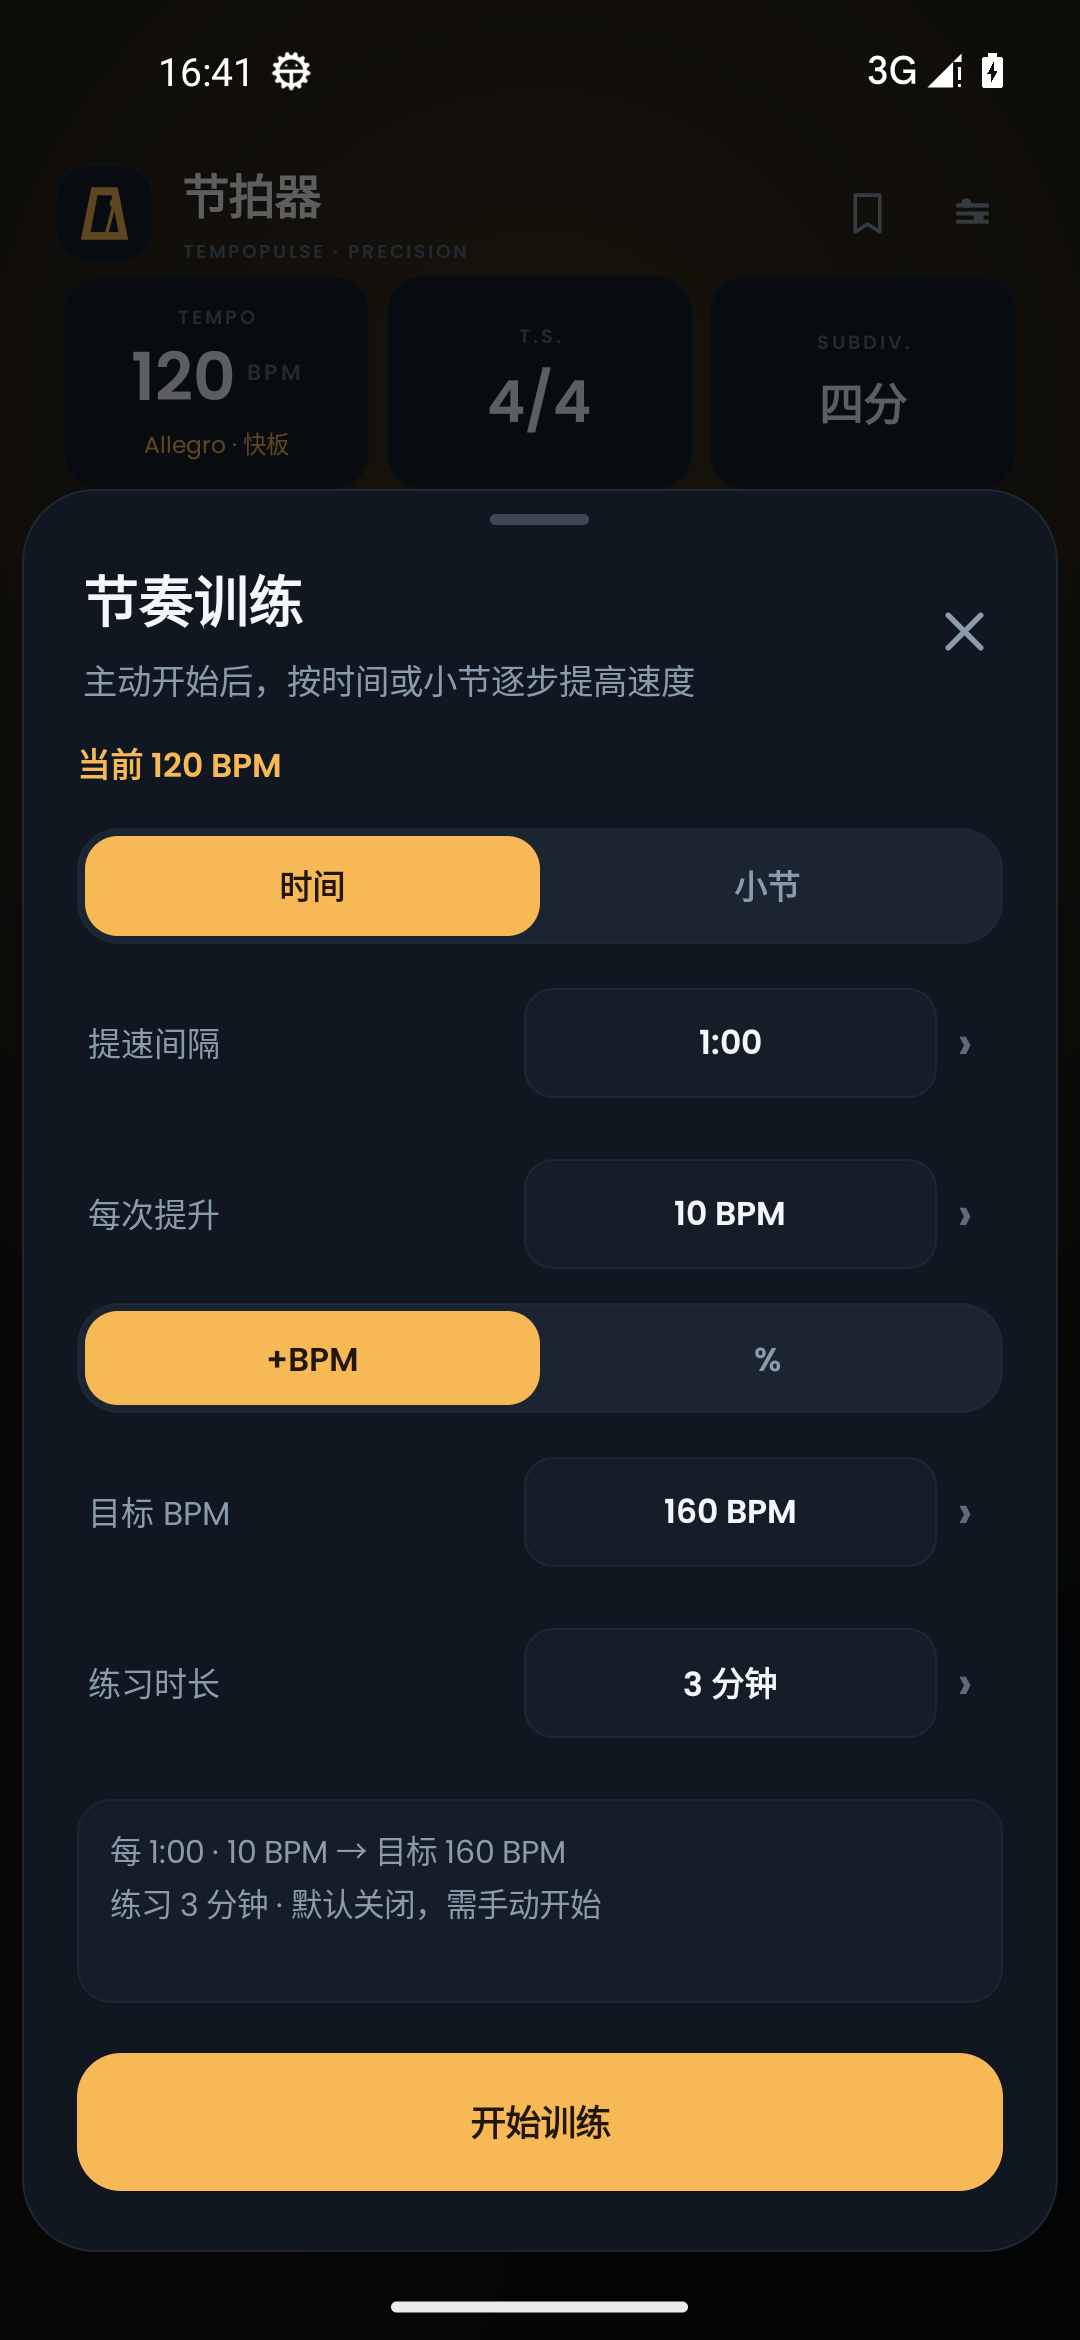 16:41
3G
节拍器
TEMPOPULSE · PRECISION
TEMPO
120 BPM
Allegro · 快板
T.S.
4/4
SUBDIV.
四分
节奏训练
主动开始后，按时间或小节逐步提高速度
当前 120 BPM
时间
小节
提速间隔
1:00
每次提升
10 BPM
+BPM
%
目标 BPM
160 BPM
练习时长
3 分钟
每 1:00 · 10 BPM → 目标 160 BPM
练习 3 分钟 · 默认关闭，需手动开始
开始训练